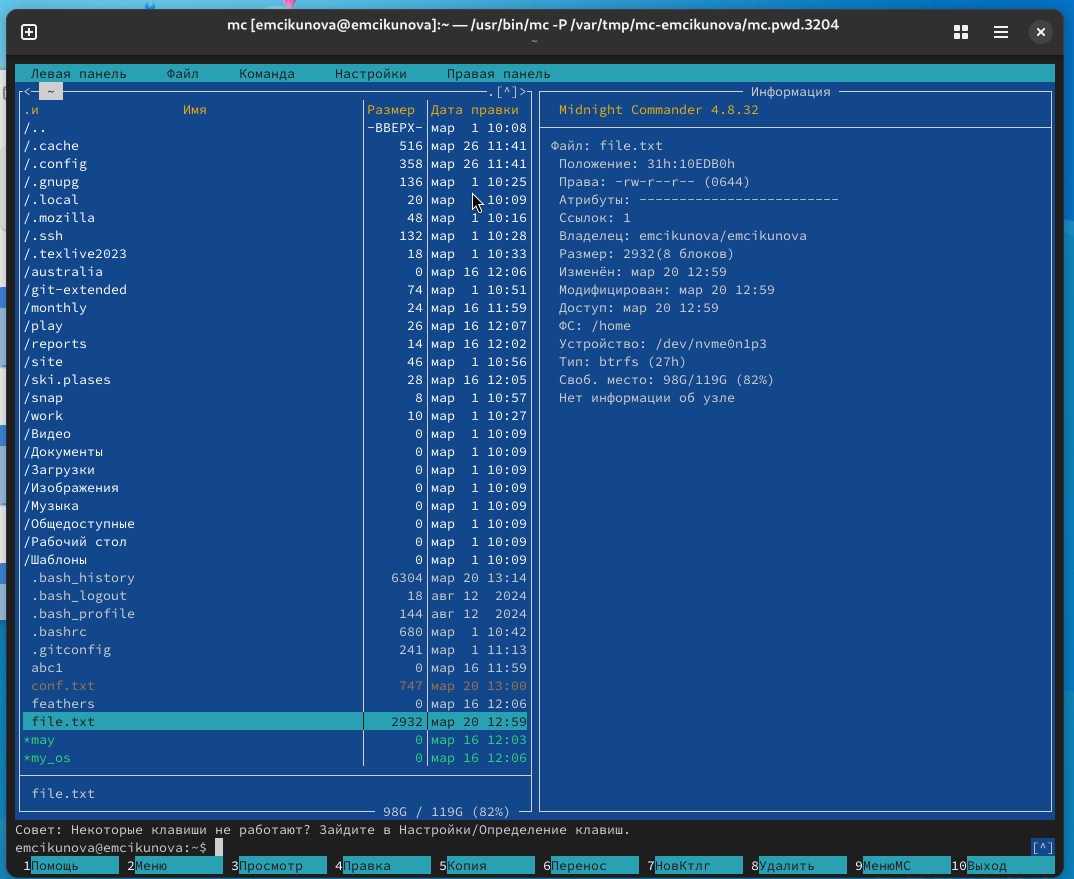 mc [emcikunova@emcikunova]:~ — /usr/bin/mc -P /var/tmp/mc-emcikunova/mc.pwd.3204
~
Левая панель Файл Команда Настройки Правая панель
<─ ~ .[^]>
.и Имя Размер Дата правки
/.. -ВВЕРХ- мар 1 10:08
/.cache 516 мар 26 11:41
/.config 358 мар 26 11:41
/.gnupg 136 мар 1 10:25
/.local 20 мар 1 10:09
/.mozilla 48 мар 1 10:16
/.ssh 132 мар 1 10:28
/.texlive2023 18 мар 1 10:33
/australia 0 мар 16 12:06
/git-extended 74 мар 1 10:51
/monthly 24 мар 16 11:59
/play 26 мар 16 12:07
/reports 14 мар 16 12:02
/site 46 мар 1 10:56
/ski.plases 28 мар 16 12:05
/snap 8 мар 1 10:57
/work 10 мар 1 10:27
/Видео 0 мар 1 10:09
/Документы 0 мар 1 10:09
/Загрузки 0 мар 1 10:09
/Изображения 0 мар 1 10:09
/Музыка 0 мар 1 10:09
/Общедоступные 0 мар 1 10:09
/Рабочий стол 0 мар 1 10:09
/Шаблоны 0 мар 1 10:09
.bash_history 6304 мар 20 13:14
.bash_logout 18 авг 12 2024
.bash_profile 144 авг 12 2024
.bashrc 680 мар 1 10:42
.gitconfig 241 мар 1 11:13
abc1 0 мар 16 11:59
conf.txt 747 мар 20 13:00
feathers 0 мар 16 12:06
file.txt 2932 мар 20 12:59
*may 0 мар 16 12:03
*my_os 0 мар 16 12:06
file.txt
98G / 119G (82%)
Информация
Midnight Commander 4.8.32
Файл: file.txt
Положение: 31h:10EDB0h
Права: -rw-r--r-- (0644)
Атрибуты: -------------------------
Ссылок: 1
Владелец: emcikunova/emcikunova
Размер: 2932(8 блоков)
Изменён: мар 20 12:59
Модифицирован: мар 20 12:59
Доступ: мар 20 12:59
ФС: /home
Устройство: /dev/nvme0n1p3
Тип: btrfs (27h)
Своб. место: 98G/119G (82%)
Нет информации об узле
Совет: Некоторые клавиши не работают? Зайдите в Настройки/Определение клавиш.
emcikunova@emcikunova:~$ [^]
1Помощь 2Меню 3Просмотр 4Правка 5Копия 6Перенос 7НовКтлг 8Удалить 9МенюМС 10Выход